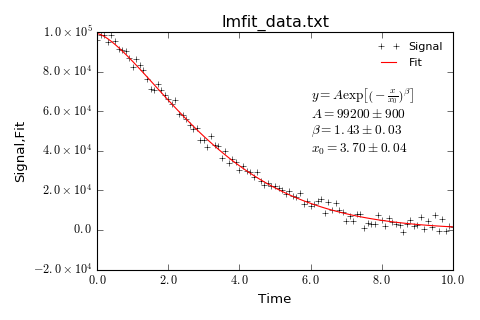 lmfit_data.txt
1.0 × 10⁵
8.0 × 10⁴
6.0 × 10⁴
4.0 × 10⁴
2.0 × 10⁴
0.0
−2.0 × 10⁴
Signal,Fit
Signal
Fit
y = A exp[(−x/x₀)^β]
A = 99200 ± 900
β = 1.43 ± 0.03
x₀ = 3.70 ± 0.04
0.0 2.0 4.0 6.0 8.0 10.0
Time